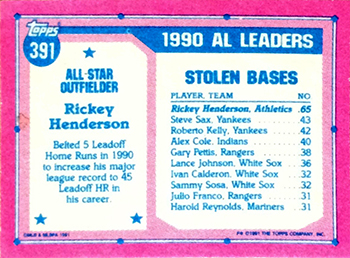 topps
391
1990 AL LEADERS
ALL-STAR
OUTFIELDER
Rickey
Henderson
Belted 5 Leadoff
Home Runs in 1990
to increase his major
league record to 45
Leadoff HR in
his career.
STOLEN BASES
PLAYER, TEAM NO.
Rickey Henderson, Athletics .65
Steve Sax, Yankees ...43
Roberto Kelly, Yankees ...42
Alex Cole, Indians ...40
Gary Pettis, Rangers ...38
Lance Johnson, White Sox ...36
Ivan Calderon, White Sox ...32
Sammy Sosa, White Sox ...32
Julio Franco, Rangers ...31
Harold Reynolds, Mariners ...31
©1991 THE TOPPS COMPANY, INC.